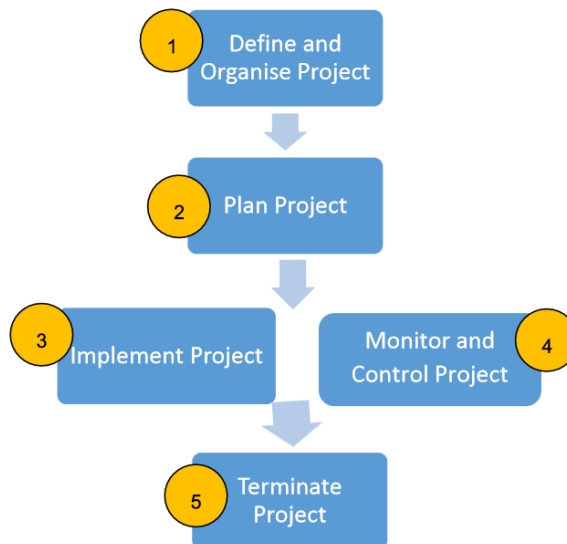 1
Define and
Organise Project
2
Plan Project
3
Implement Project
Monitor and
Control Project
4
5
Terminate
Project